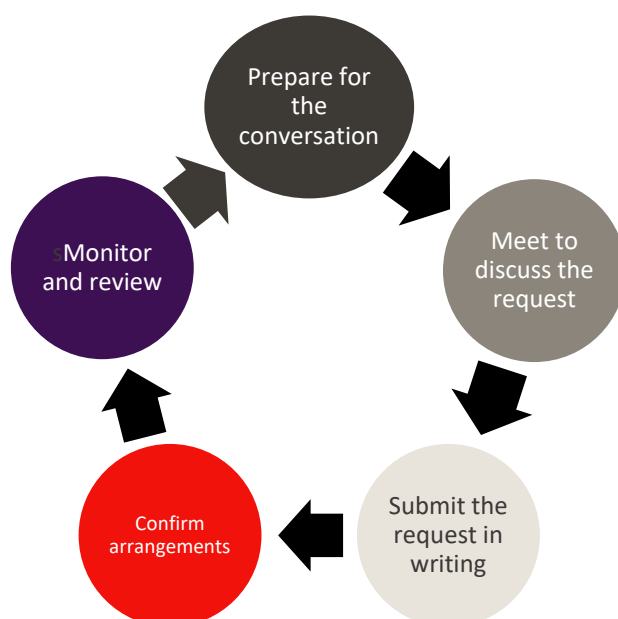 Prepare for
the
conversation
Meet to
discuss the
request
Submit the
request in
writing
Confirm
arrangements
sMonitor
and review